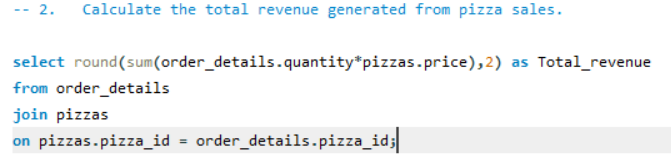 -- 2.   Calculate the total revenue generated from pizza sales.
select round(sum(order_details.quantity*pizzas.price),2) as Total_revenue
from order_details
join pizzas
on pizzas.pizza_id = order_details.pizza_id;